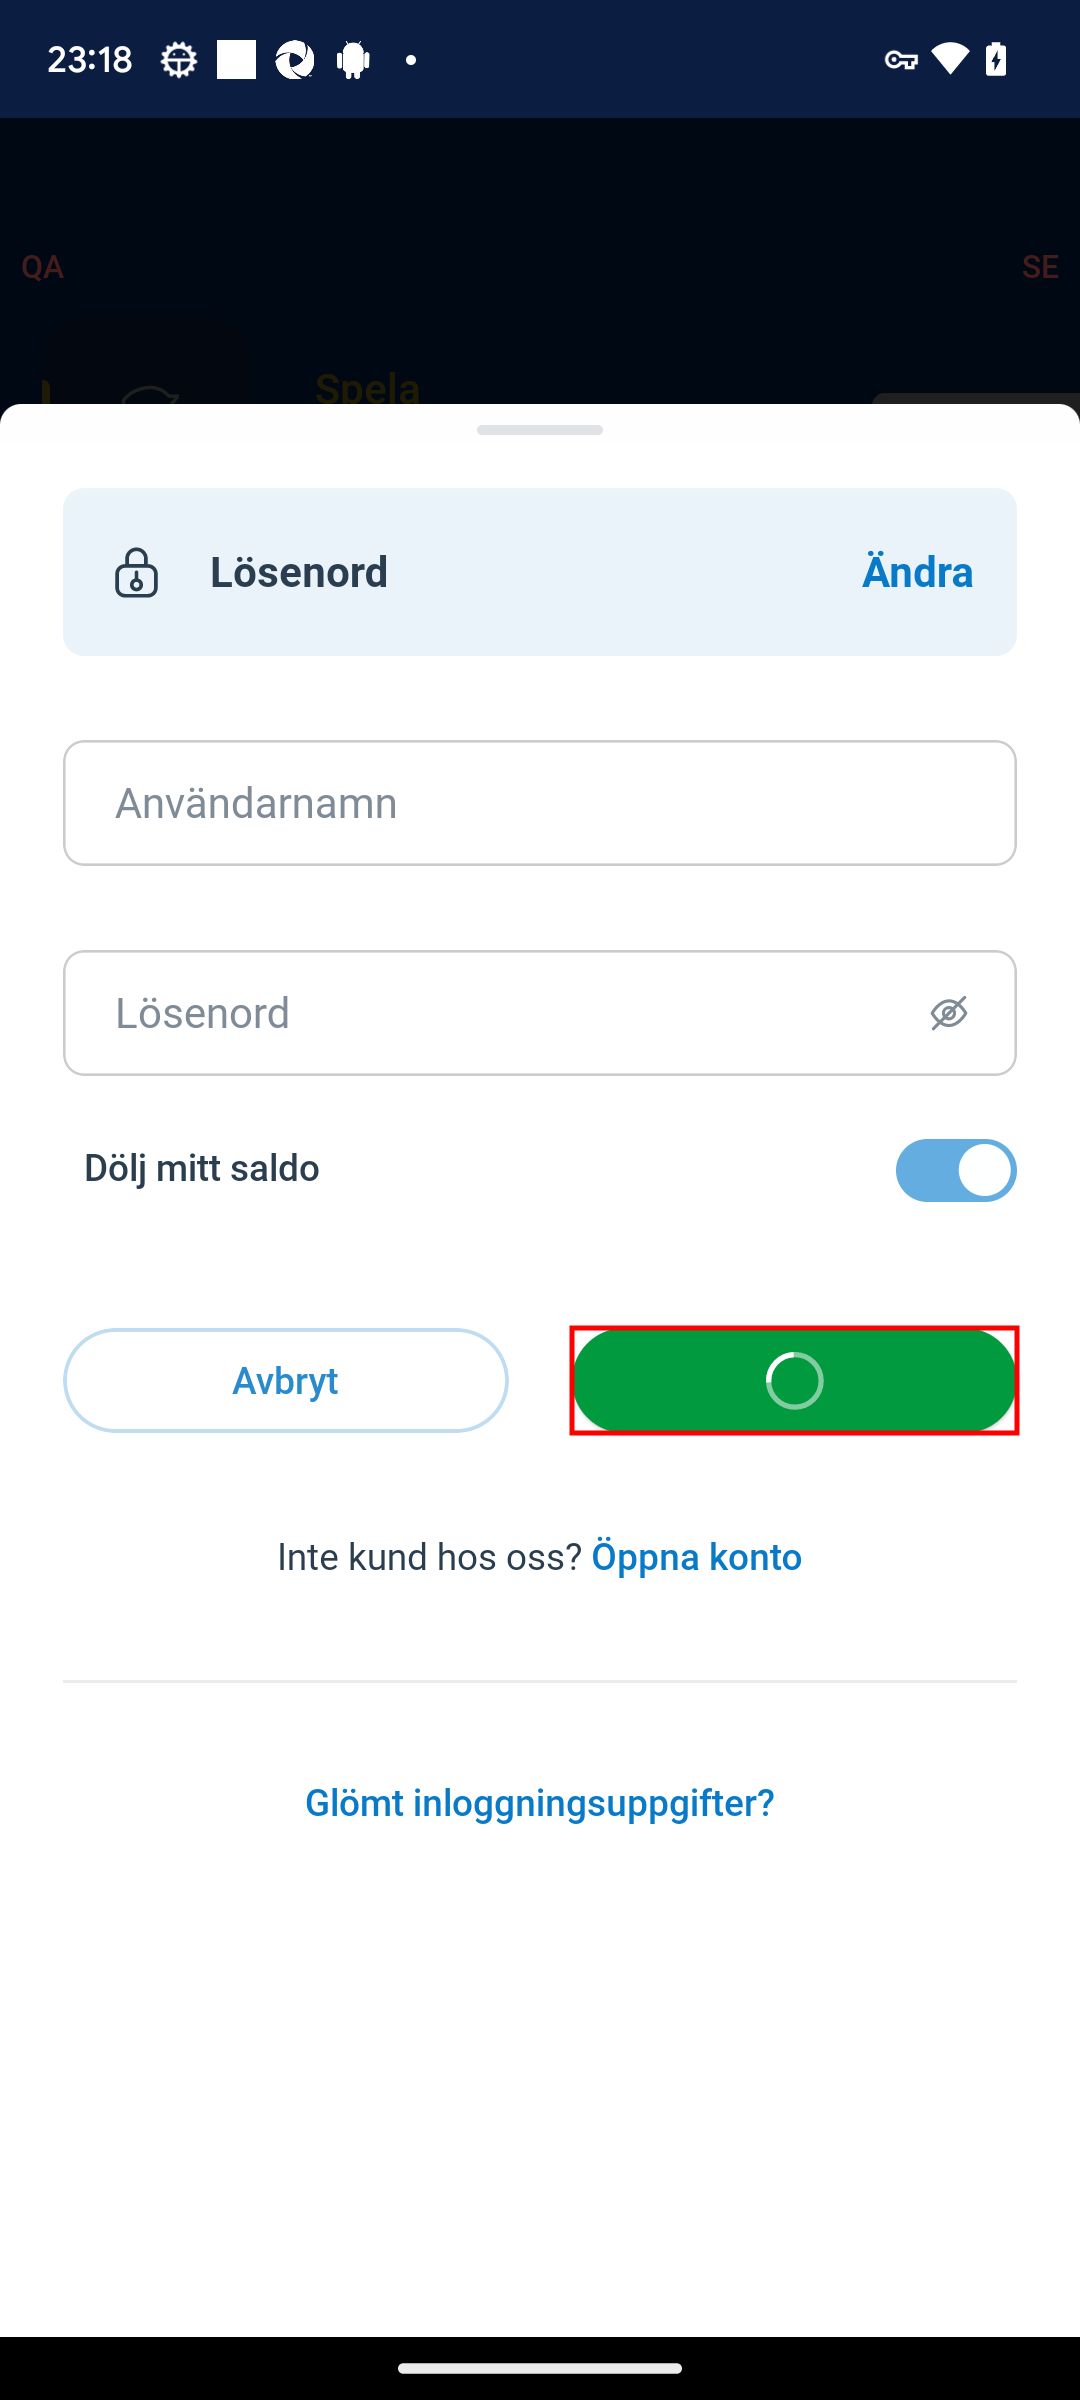 23:18
QA
SE
Spela
Lösenord
Ändra
Användarnamn
Lösenord
Dölj mitt saldo
Avbryt
Inte kund hos oss? Öppna konto
Glömt inloggningsuppgifter?